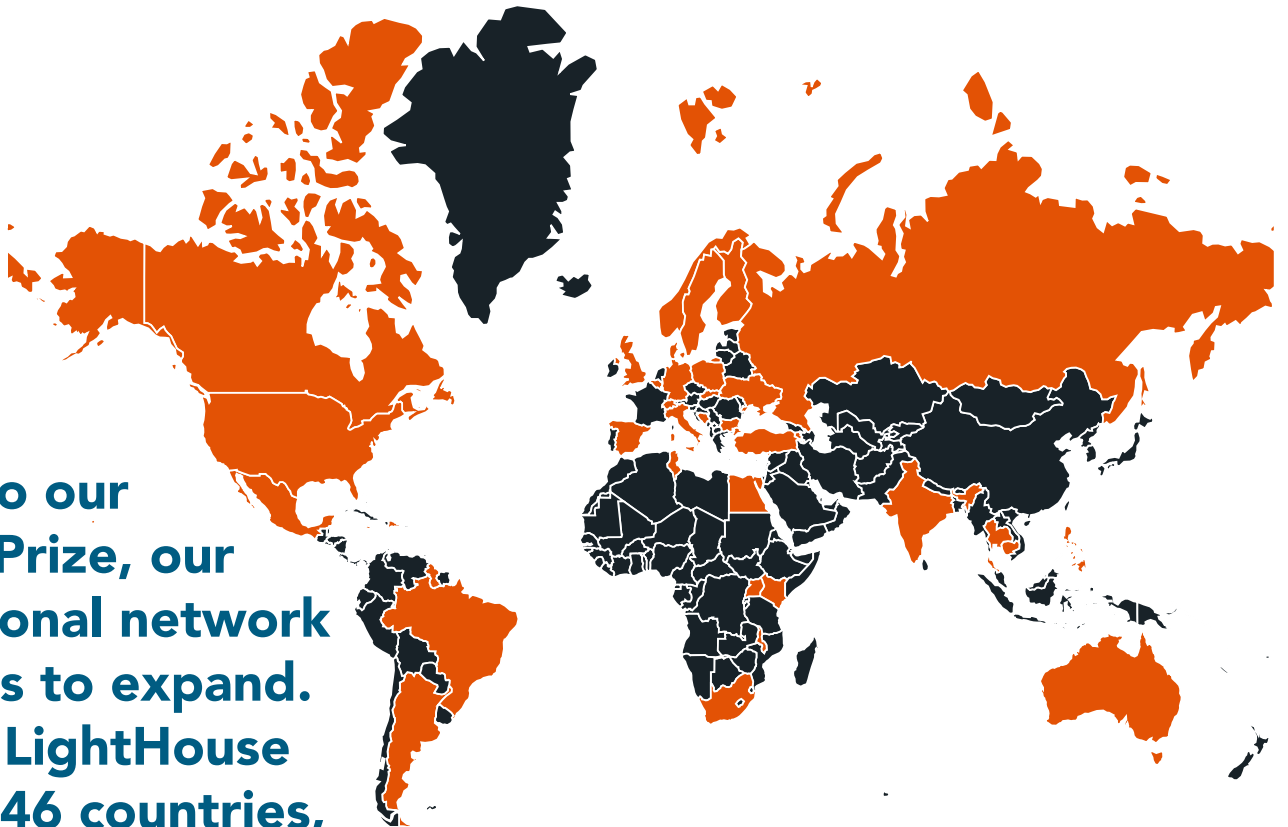 o our
Prize, our
onal network
s to expand.
LightHouse
46 countries,